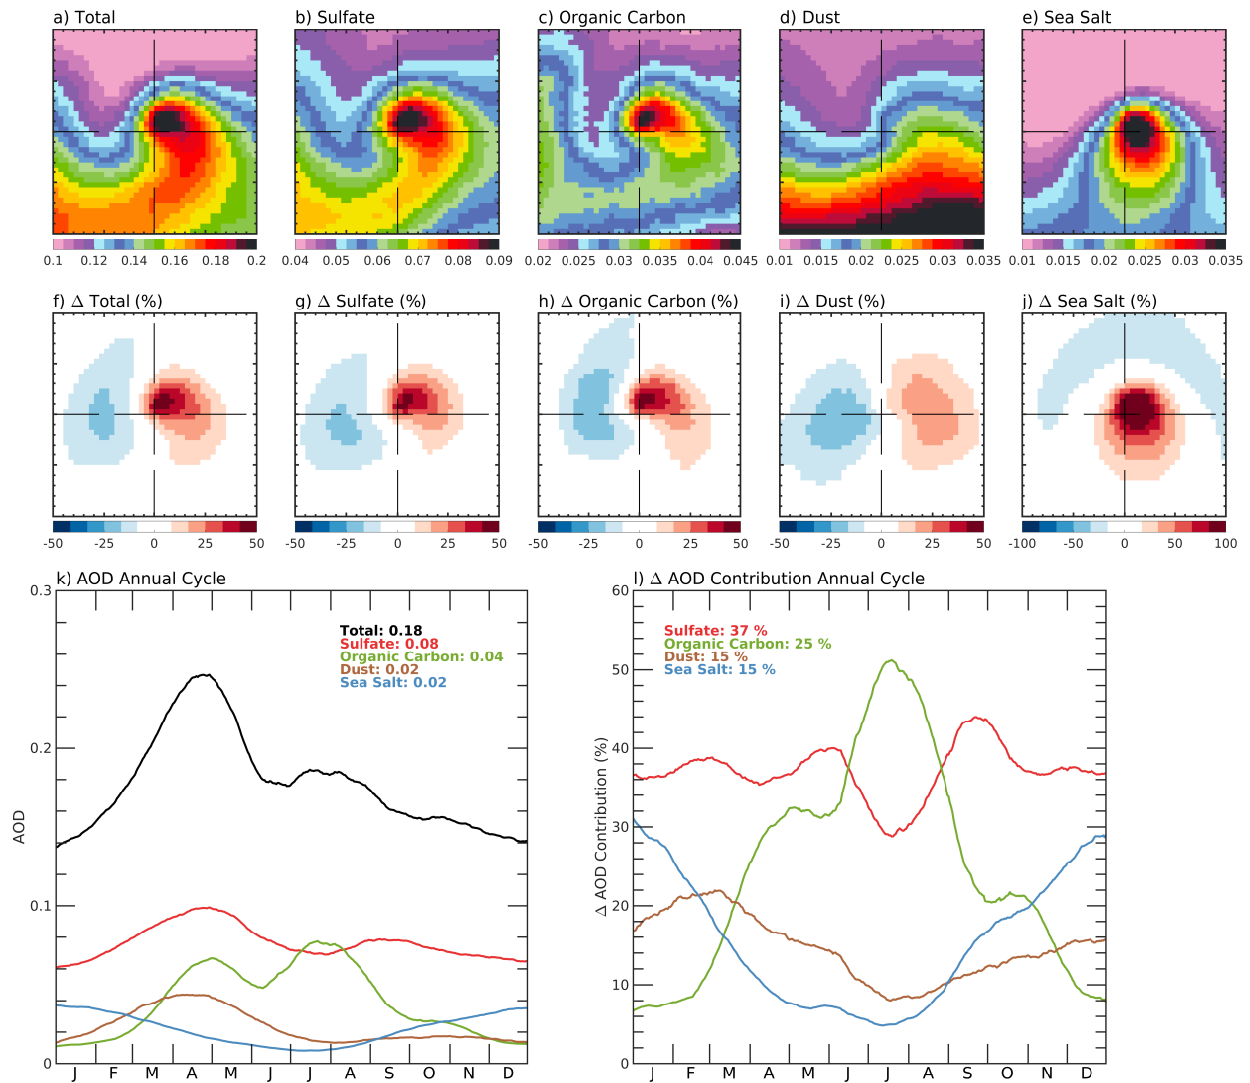 a) Total
b) Sulfate
c) Organic Carbon
d) Dust
e) Sea Salt
0.1 0.12 0.14 0.16 0.18 0.2
0.04 0.05 0.06 0.07 0.08 0.09
0.02 0.025 0.03 0.035 0.04 0.045
0.01 0.015 0.02 0.025 0.03 0.035
0.01 0.015 0.02 0.025 0.03 0.035
f) Δ Total (%)
g) Δ Sulfate (%)
h) Δ Organic Carbon (%)
i) Δ Dust (%)
j) Δ Sea Salt (%)
-50 -25 0 25 50
-50 -25 0 25 50
-50 -25 0 25 50
-50 -25 0 25 50
-100 -50 0 50 100
k) AOD Annual Cycle
0.3
0.2
0.1
0
AOD
Total: 0.18
Sulfate: 0.08
Organic Carbon: 0.04
Dust: 0.02
Sea Salt: 0.02
J F M A M J J A S O N D
l) Δ AOD Contribution Annual Cycle
60
50
40
30
20
10
0
Δ AOD Contribution (%)
Sulfate: 37 %
Organic Carbon: 25 %
Dust: 15 %
Sea Salt: 15 %
J F M A M J J A S O N D